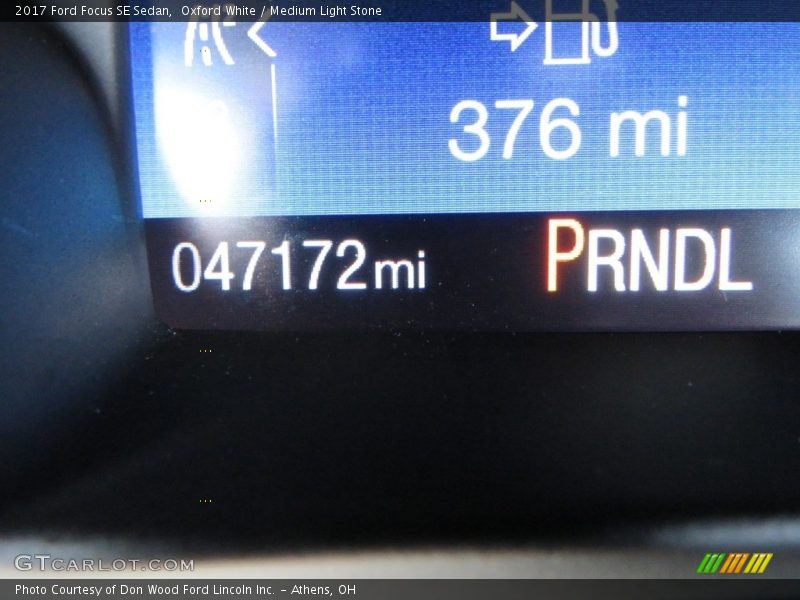 2017 Ford Focus SE Sedan,  Oxford White / Medium Light Stone
376 mi
047172mi PRNDL
GTCARLOT.COM
Photo Courtesy of Don Wood Ford Lincoln Inc. - Athens, OH